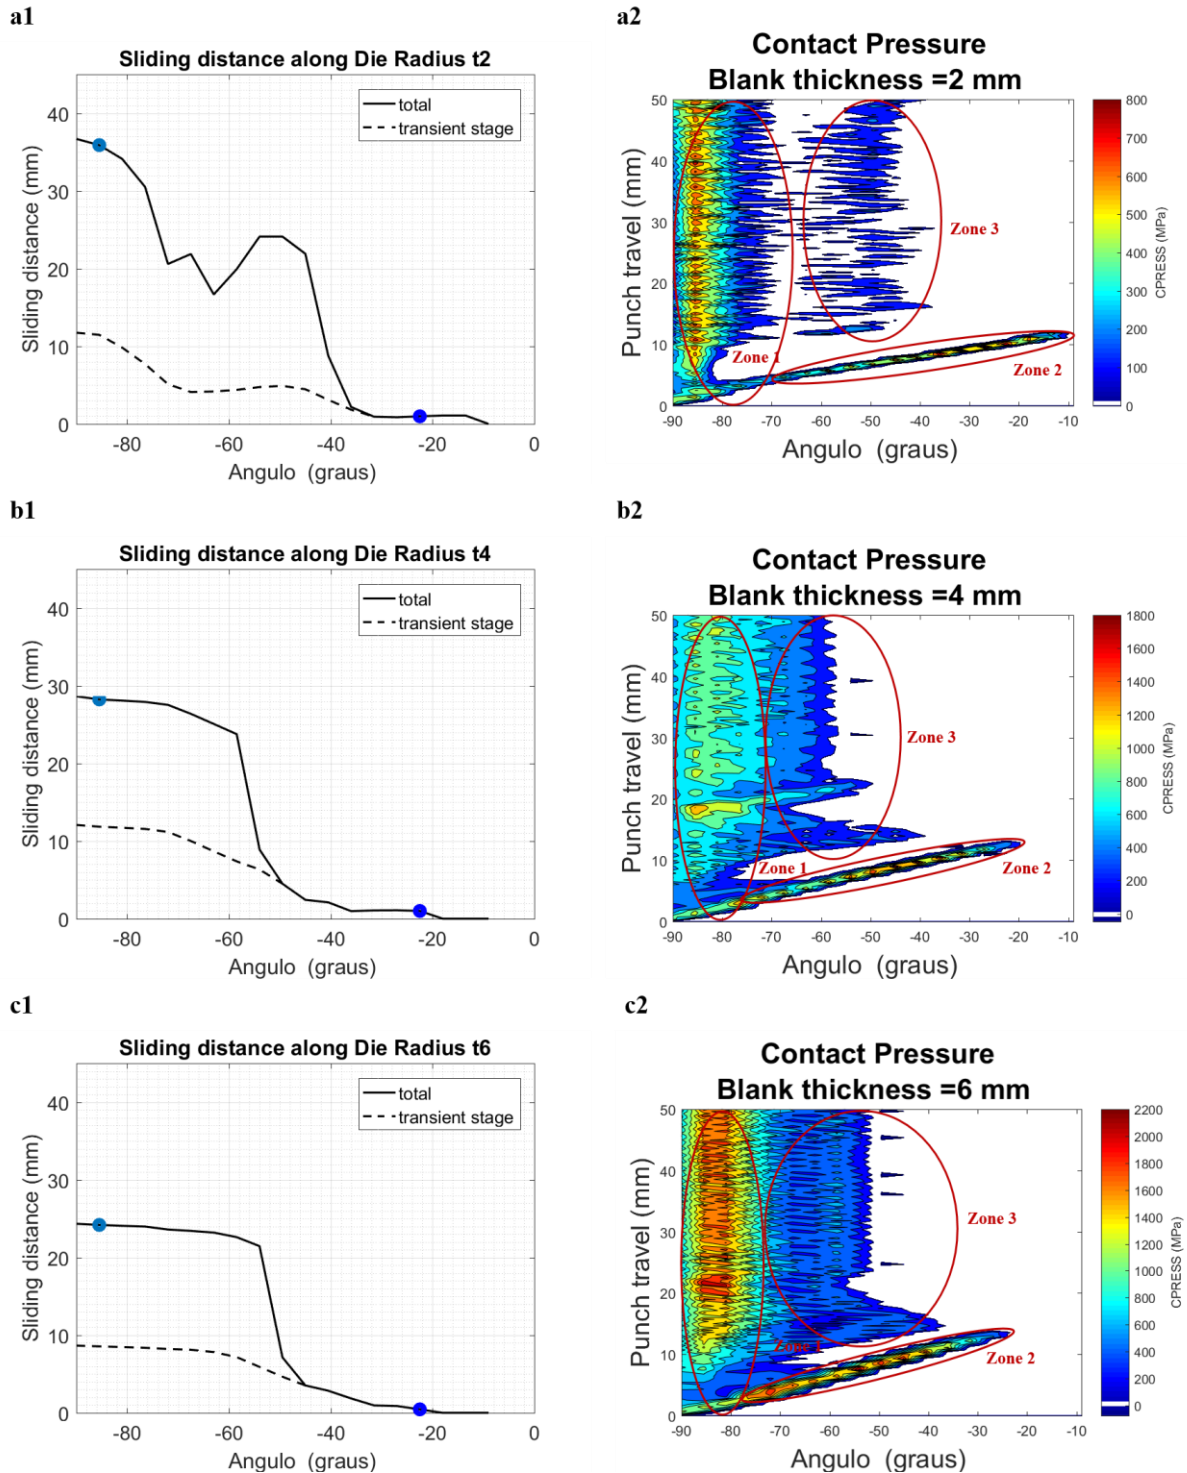 a1
Sliding distance along Die Radius t2
total
transient stage
40
30
20
10
0
Sliding distance (mm)
-80
-60
-40
-20
0
Angulo (graus)
a2
Contact Pressure
Blank thickness =2 mm
50
40
30
20
10
0
Punch travel (mm)
Zone 1
Zone 2
Zone 3
-90
-80
-70
-60
-50
-40
-30
-20
-10
Angulo (graus)
800
700
600
500
400
300
200
100
0
CPRESS (MPa)
b1
Sliding distance along Die Radius t4
total
transient stage
40
30
20
10
0
Sliding distance (mm)
-80
-60
-40
-20
0
Angulo (graus)
b2
Contact Pressure
Blank thickness =4 mm
50
40
30
20
10
0
Punch travel (mm)
Zone 3
Zone 1
Zone 2
-90
-80
-70
-60
-50
-40
-30
-20
-10
Angulo (graus)
1800
1600
1400
1200
1000
800
600
400
200
0
CPRESS (MPa)
c1
Sliding distance along Die Radius t6
total
transient stage
40
30
20
10
0
Sliding distance (mm)
-80
-60
-40
-20
0
Angulo (graus)
c2
Contact Pressure
Blank thickness =6 mm
50
40
30
20
10
0
Punch travel (mm)
Zone 3
Zone 1
Zone 2
-90
-80
-70
-60
-50
-40
-30
-20
-10
Angulo (graus)
2200
2000
1800
1600
1400
1200
1000
800
600
400
200
0
CPRESS (MPa)